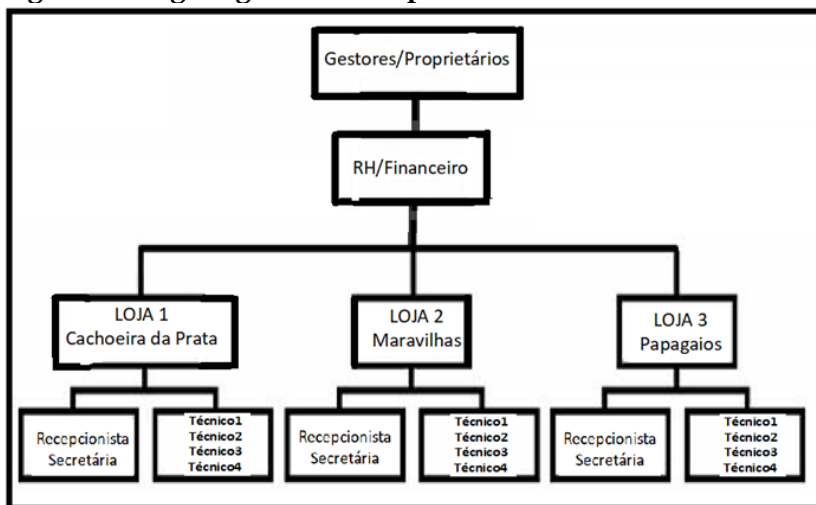 Gestores/Proprietários
RH/Financeiro
LOJA 1
Cachoeira da Prata
LOJA 2
Maravilhas
LOJA 3
Papagaios
Recepcionista
Secretária
Técnico1
Técnico2
Técnico3
Técnico4
Recepcionista
Secretária
Técnico1
Técnico2
Técnico3
Técnico4
Recepcionista
Secretária
Técnico1
Técnico2
Técnico3
Técnico4